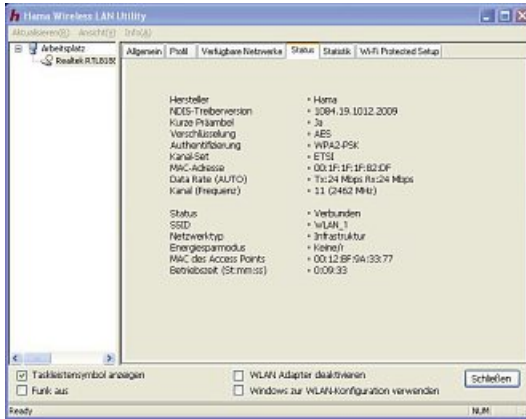 Hama Wireless LAN Utility
Aktualisieren(R) Ansicht(V) Info(A)
Arbeitsplatz
Realtek RTL818
Allgemein Profil Verfügbare Netzwerke Status Statistik Wi-Fi Protected Setup
Hersteller • Hama
NDIS-Treiberversion • 1084.19.1012.2009
Kurze Präambel • Ja
Verschlüsselung • AES
Authentifizierung • WPA2-PSK
Kanal-Set • ETSI
MAC-Adresse • 00:1F:1F:1F:82:DF
Data Rate (AUTO) • Tx:24 Mbps Rx:24 Mbps
Kanal (Frequenz) • 11 (2462 MHz)
Status • Verbunden
SSID • WLAN_1
Netzwerktyp • Infrastruktur
Energiesparmodus • Keine/r
MAC des Access Points • 00:12:BF:9A:33:77
Betriebszeit (St:mm:ss) • 0:09:33
Taskleistensymbol anzeigen
WLAN Adapter deaktivieren
Schließen
Funk aus
Windows zur WLAN-Konfiguration verwenden
Ready NUM